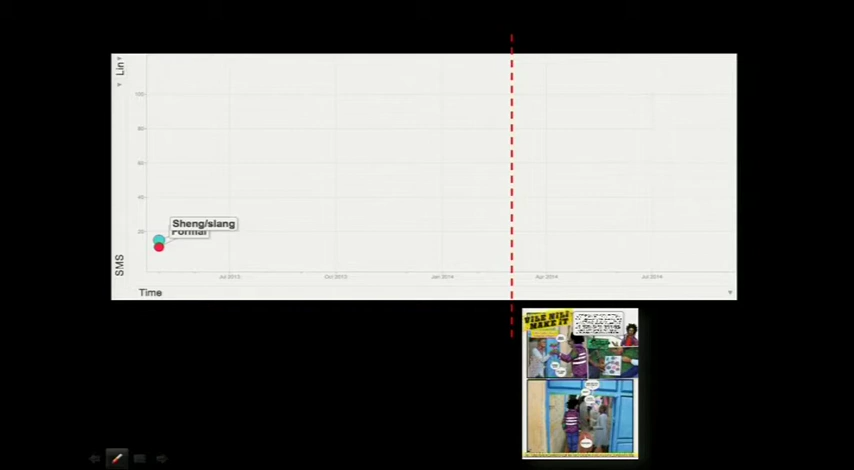 Lin
100
80
60
40
20
Sheng/slang
Formal
SMS
Jul 2013
Oct 2013
Jan 2014
Apr 2014
Jul 2014
Time
VILE NILI
MAKE IT